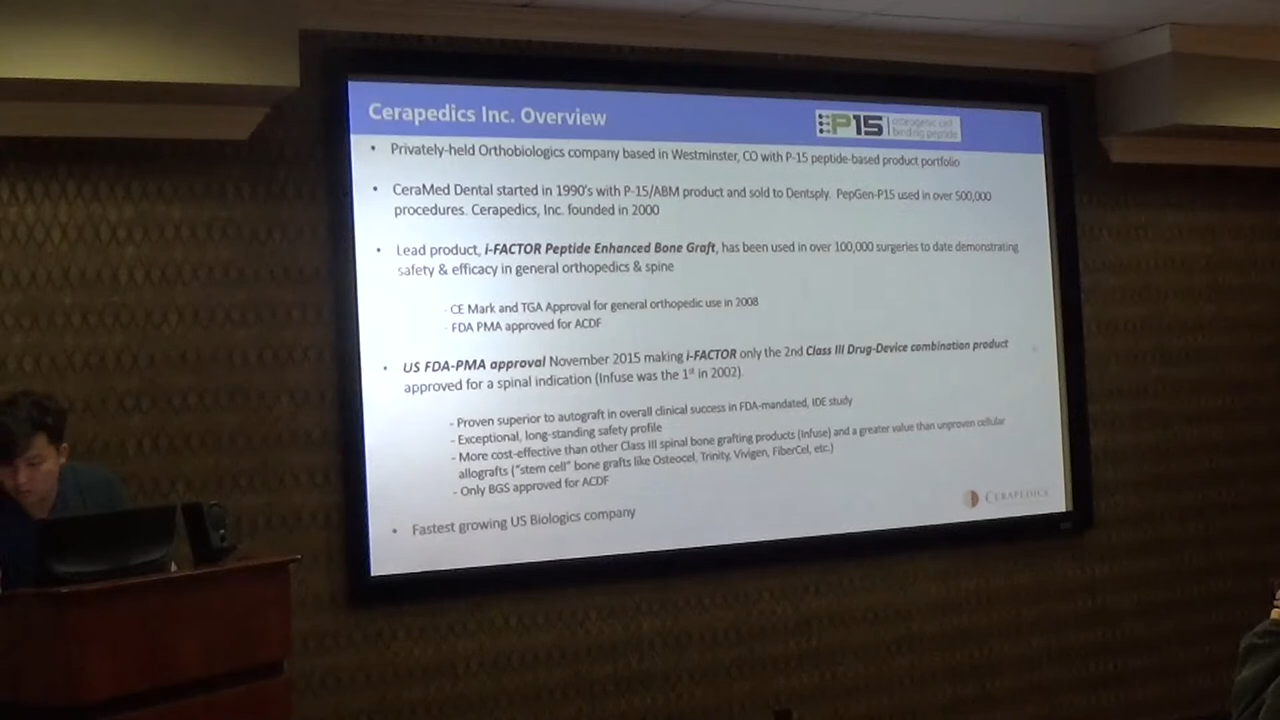 Cerapedics Inc. Overview
P15 osteogenic cell
binding peptide
• Privately-held Orthobiologics company based in Westminster, CO with P-15 peptide-based product portfolio
• CeraMed Dental started in 1990's with P-15/ABM product and sold to Dentsply. PepGen-P15 used in over 500,000
procedures. Cerapedics, Inc. founded in 2000
• Lead product, i-FACTOR Peptide Enhanced Bone Graft, has been used in over 100,000 surgeries to date demonstrating
safety & efficacy in general orthopedics & spine
- CE Mark and TGA Approval for general orthopedic use in 2008
- FDA PMA approved for ACDF
• US FDA-PMA approval November 2015 making i-FACTOR only the 2nd Class III Drug-Device combination product
approved for a spinal indication (Infuse was the 1st in 2002).
- Proven superior to autograft in overall clinical success in FDA-mandated, IDE study
- Exceptional, long-standing safety profile
- More cost-effective than other Class III spinal bone grafting products (Infuse) and a greater value than unproven cellular
allografts ("stem cell" bone grafts like Osteocel, Trinity, Vivigen, FiberCel, etc.)
- Only BGS approved for ACDF
• Fastest growing US Biologics company
CERAPEDICS